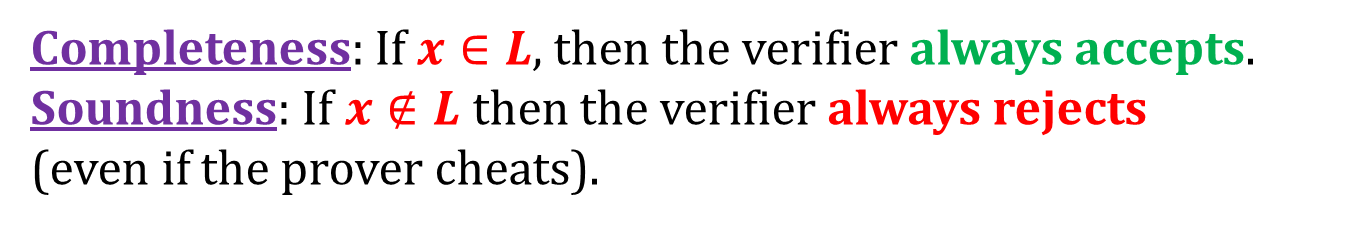 Completeness: If x ∈ L, then the verifier always accepts.
Soundness: If x ∉ L then the verifier always rejects
(even if the prover cheats).